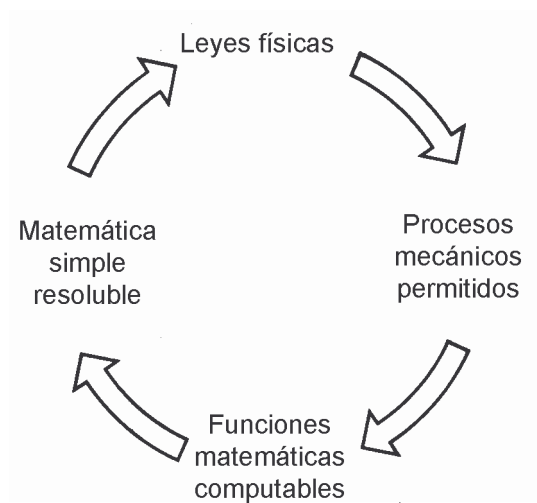 Leyes físicas
Procesos
mecánicos
permitidos
Funciones
matemáticas
computables
Matemática
simple
resoluble